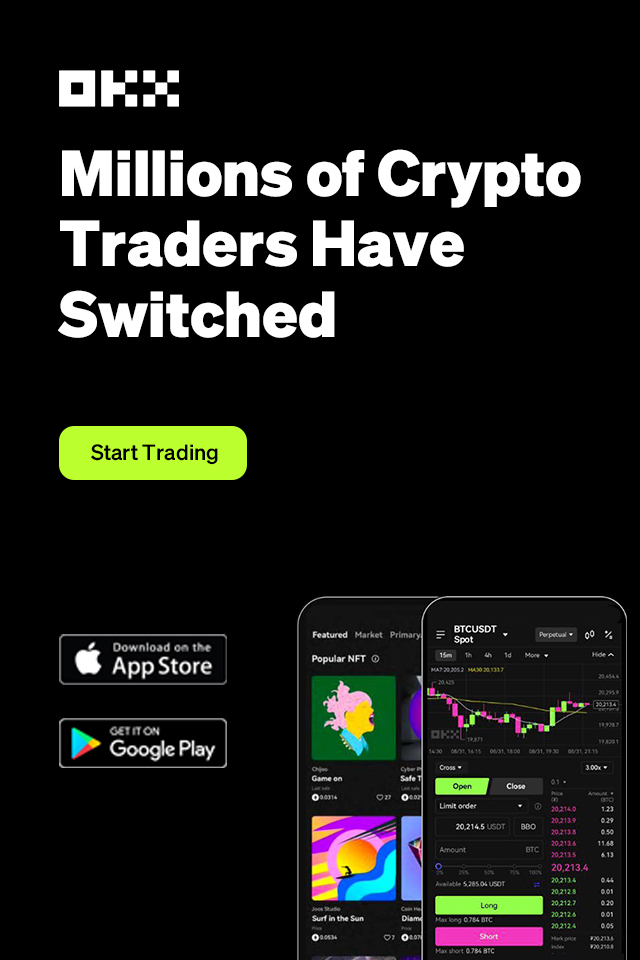 OKX
Millions of Crypto
Traders Have
Switched
Start Trading
Download on the
App Store
GET IT ON
Google Play
Featured Market Primary
Popular NFT
Chijoo
Game on
Last sale
0.0314
27
Cyber P
Safe T
Last sale
0.02
Joos Studio
Surf in the Sun
Price
0.0534
7
Coin He
Diamo
Price
BTCUSDT
Spot
Perpetual
15m 1h 4h 1d More Hide
MA7:20,205.2 MA30:20,133.7
20,425
20,454.4
20,295.9
20,213.4
19,928.7
19,871
19,820.1
14:30 08/31, 16:15 08/31, 18:00 08/31, 19:30 08/31, 21:15
Cross
3.00x
Open Close
Limit order
20,214.5 USDT BBO
Amount BTC
0% 25% 50% 75% 100%
Available 5,285.04 USDT
Long
Max long 0.784 BTC
Short
Max short 0.784 BTC
0.1
Price Amount
(₮) (BTC)
20,214.0 1.23
20,213.9 0.29
20,213.8 0.50
20,213.6 11.68
20,213.5 6.13
20,213.4
20,213.4 0.44
20,212.8 0.01
20,212.7 0.20
20,212.6 0.01
20,212.4 0.05
Mark price ₮20,213.6
Index ₮20,210.8